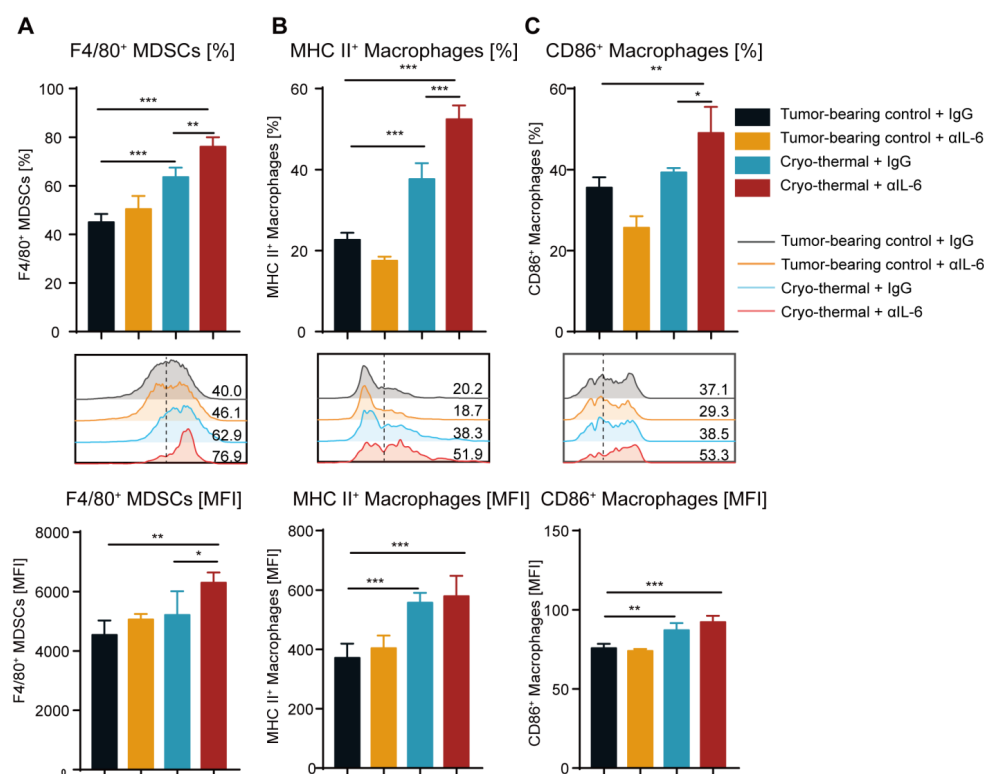 A
F4/80⁺ MDSCs [%]
F4/80⁺ MDSCs [%]
100
80
60
40
20
0
***
**
***
40.0
46.1
62.9
76.9
B
MHC II⁺ Macrophages [%]
MHC II⁺ Macrophages [%]
60
40
20
0
***
***
***
20.2
18.7
38.3
51.9
C
CD86⁺ Macrophages [%]
CD86⁺ Macrophages [%]
60
40
20
0
**
*
37.1
29.3
38.5
53.3
Tumor-bearing control + IgG
Tumor-bearing control + αIL-6
Cryo-thermal + IgG
Cryo-thermal + αIL-6
Tumor-bearing control + IgG
Tumor-bearing control + αIL-6
Cryo-thermal + IgG
Cryo-thermal + αIL-6
F4/80⁺ MDSCs [MFI]
F4/80⁺ MDSCs [MFI]
8000
6000
4000
2000
0
**
*
MHC II⁺ Macrophages [MFI]
MHC II⁺ Macrophages [MFI]
800
600
400
200
0
***
***
CD86⁺ Macrophages [MFI]
CD86⁺ Macrophages [MFI]
150
100
50
0
***
**